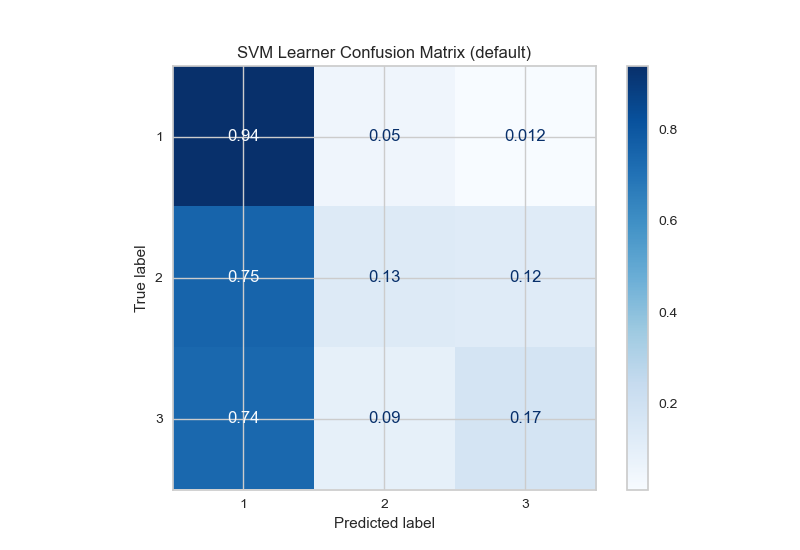 SVM Learner Confusion Matrix (default)
1 0.94 0.05 0.012
2 0.75 0.13 0.12
3 0.74 0.09 0.17
1 2 3
Predicted label
True label
0.8
0.6
0.4
0.2